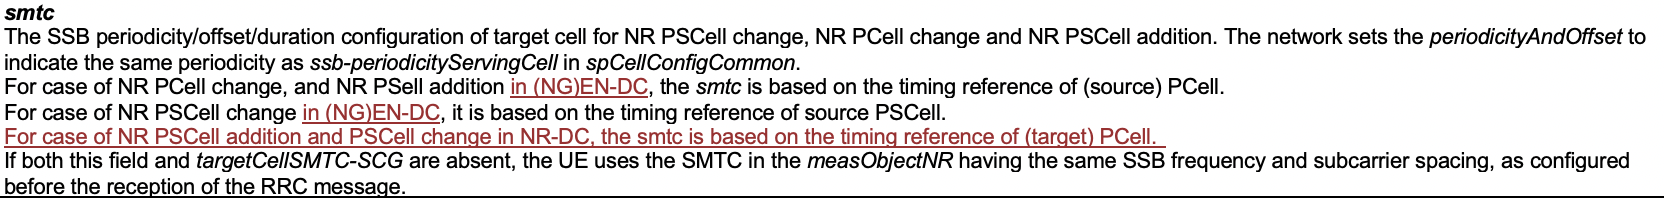 smtc
The SSB periodicity/offset/duration configuration of target cell for NR PSCell change, NR PCell change and NR PSCell addition. The network sets the periodicityAndOffset to
indicate the same periodicity as ssb-periodicityServingCell in spCellConfigCommon.
For case of NR PCell change, and NR PSell addition in (NG)EN-DC, the smtc is based on the timing reference of (source) PCell.
For case of NR PSCell change in (NG)EN-DC, it is based on the timing reference of source PSCell.
For case of NR PSCell addition and PSCell change in NR-DC, the smtc is based on the timing reference of (target) PCell.
If both this field and targetCellSMTC-SCG are absent, the UE uses the SMTC in the measObjectNR having the same SSB frequency and subcarrier spacing, as configured
before the reception of the RRC message.